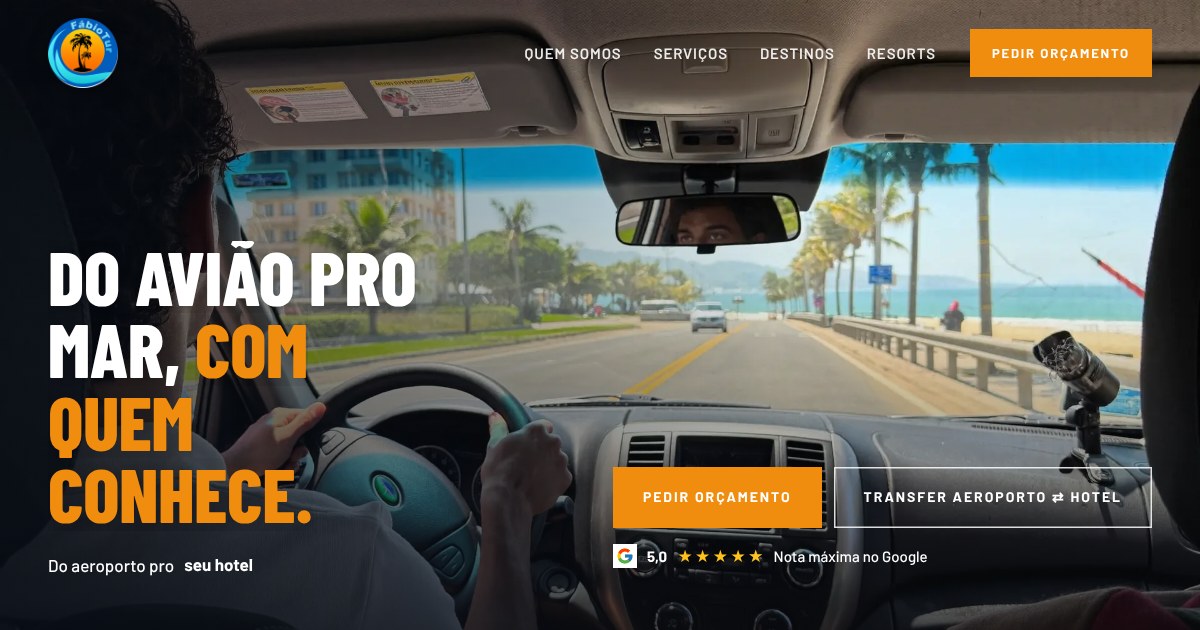 FábioTur
QUEM SOMOS SERVIÇOS DESTINOS RESORTS PEDIR ORÇAMENTO
DO AVIÃO PRO
MAR, COM
QUEM
CONHECE.
PEDIR ORÇAMENTO TRANSFER AEROPORTO ⇄ HOTEL
G 5,0 ★★★★★ Nota máxima no Google
Do aeroporto pro seu hotel